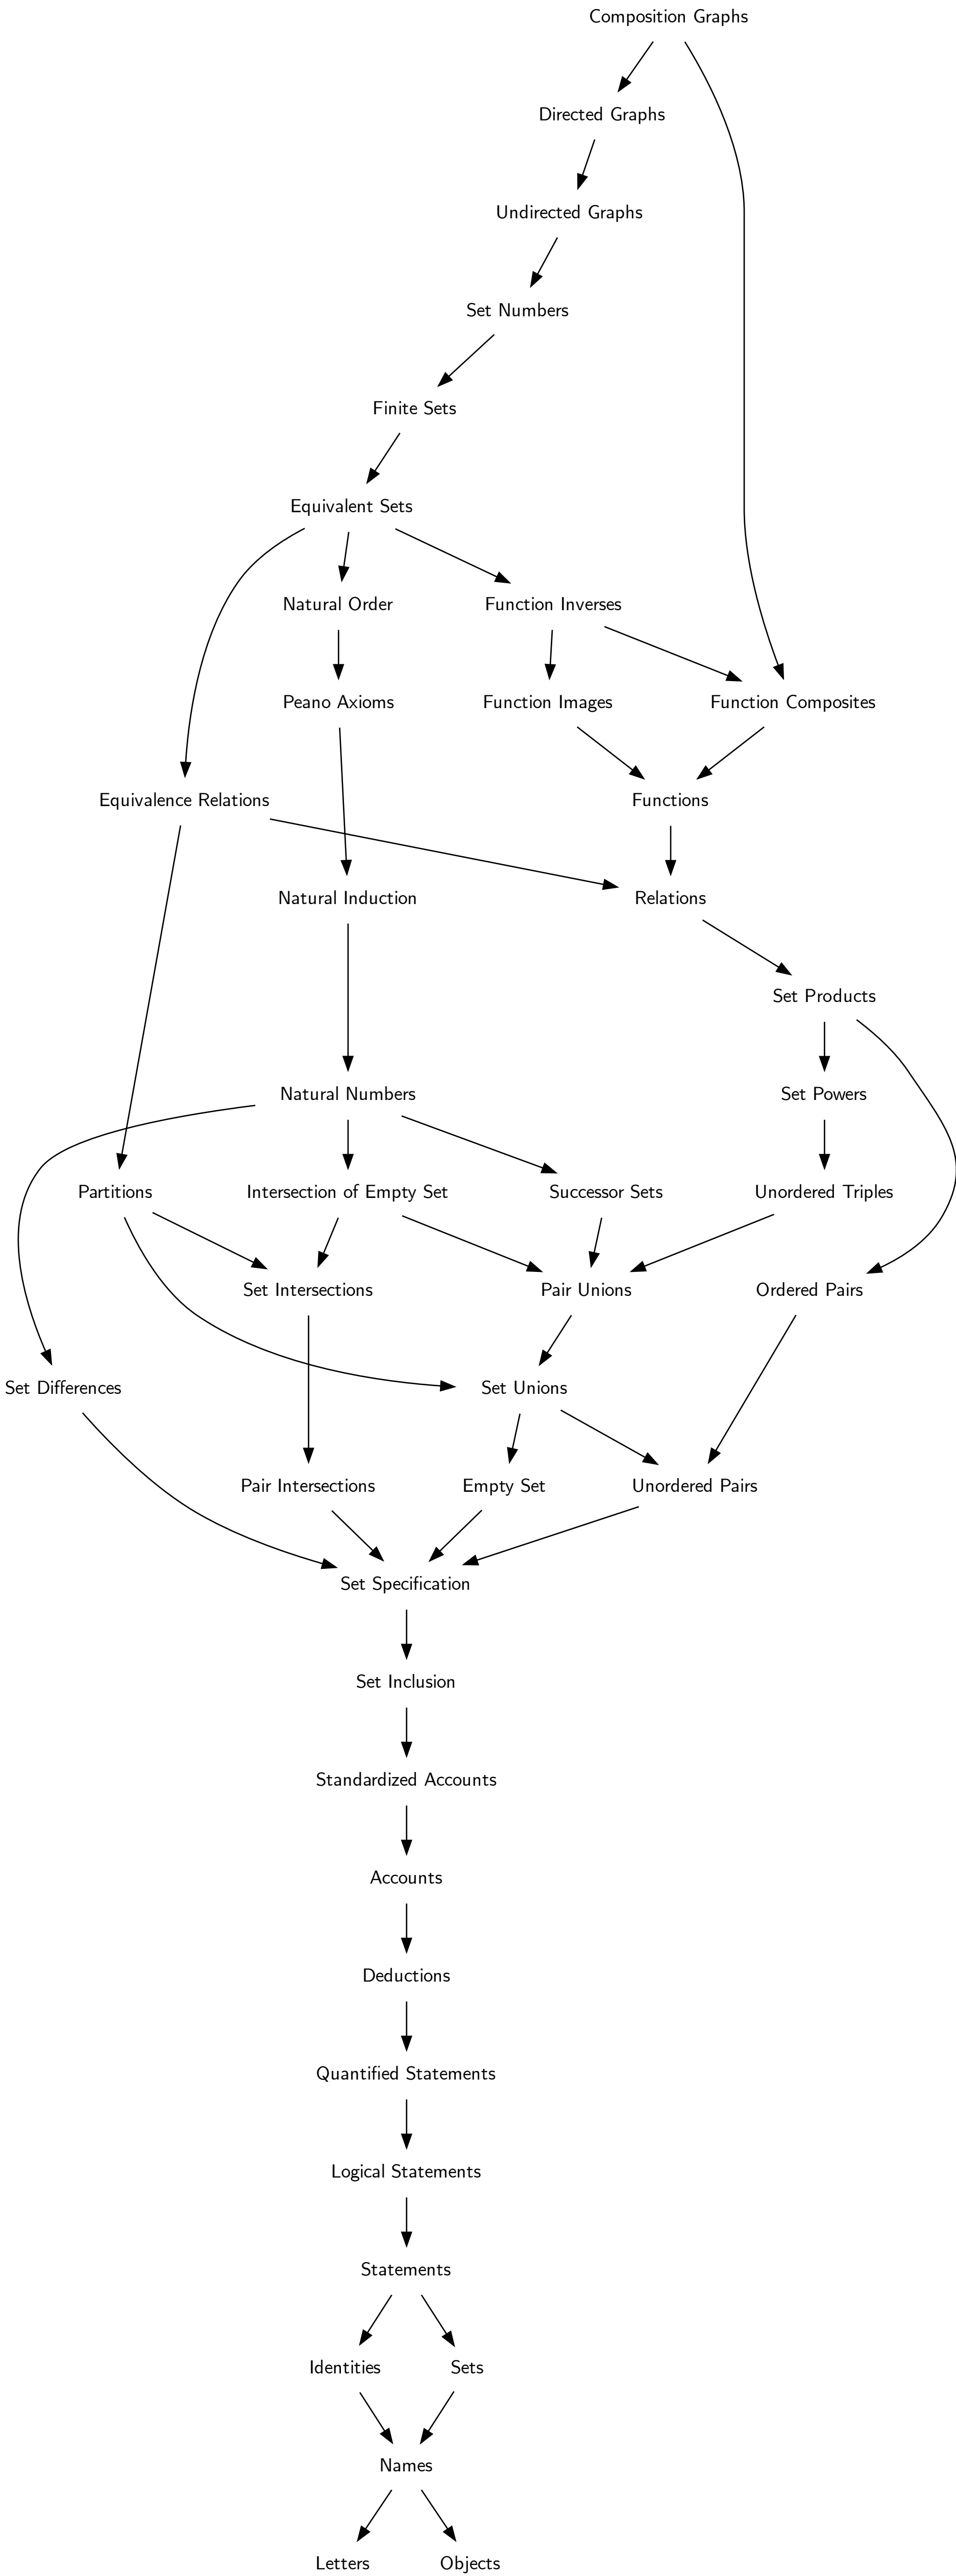 Composition Graphs
Directed Graphs
Undirected Graphs
Set Numbers
Finite Sets
Equivalent Sets
Natural Order
Function Inverses
Peano Axioms
Function Images
Function Composites
Equivalence Relations
Functions
Natural Induction
Relations
Set Products
Natural Numbers
Set Powers
Partitions
Intersection of Empty Set
Successor Sets
Unordered Triples
Set Intersections
Pair Unions
Ordered Pairs
Set Differences
Set Unions
Pair Intersections
Empty Set
Unordered Pairs
Set Specification
Set Inclusion
Standardized Accounts
Accounts
Deductions
Quantified Statements
Logical Statements
Statements
Identities
Sets
Names
Letters
Objects